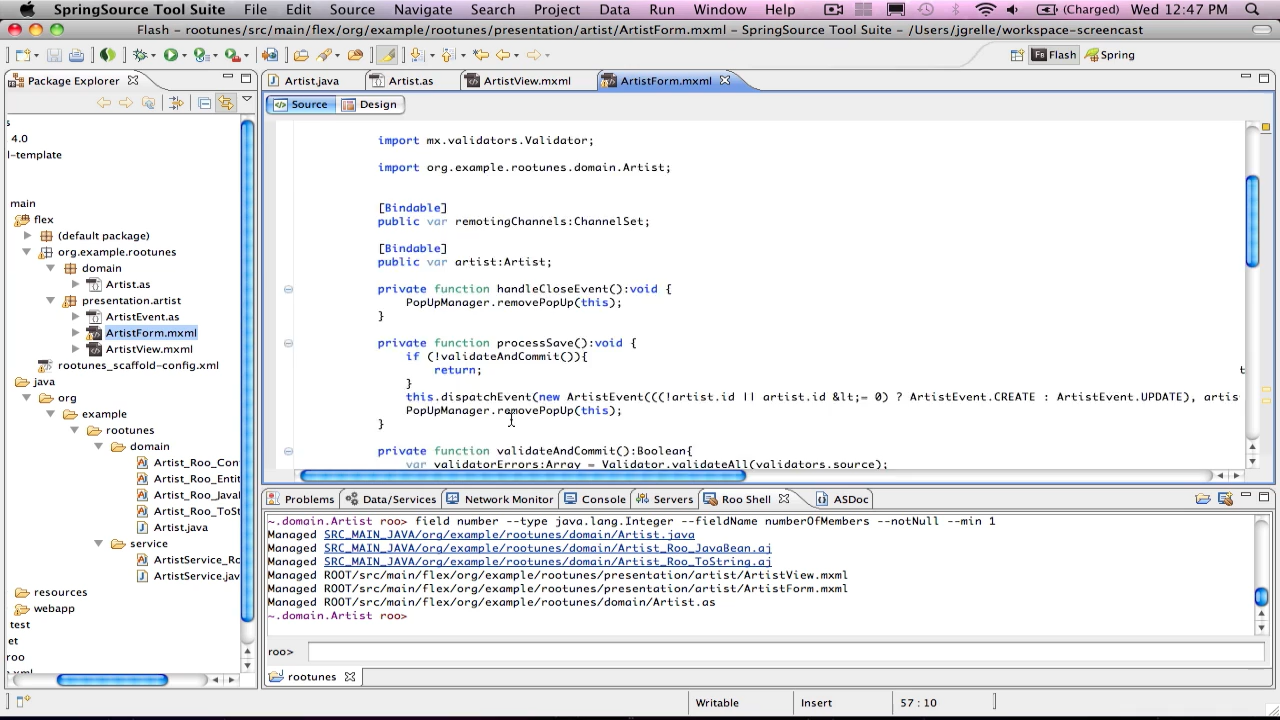 SpringSource Tool Suite File Edit Source Navigate Search Project Data Run Window Help (Charged) Wed 12:47 PM
Flash – rootunes/src/main/flex/org/example/rootunes/presentation/artist/ArtistForm.mxml – SpringSource Tool Suite – /Users/jgrelle/workspace-screencast
Fs Flash Spring
Package Explorer
Artist.java Artist.as ArtistView.mxml ArtistForm.mxml
Source Design
s
4.0
l-template
main
flex
(default package)
org.example.rootunes
domain
Artist.as
presentation.artist
ArtistEvent.as
ArtistForm.mxml
ArtistView.mxml
rootunes_scaffold-config.xml
java
org
example
rootunes
domain
Artist_Roo_Con
Artist_Roo_Entit
Artist_Roo_Javal
Artist_Roo_ToSt
Artist.java
service
ArtistService_Ro
ArtistService.jav
resources
webapp
test
et
roo
import mx.validators.Validator;
import org.example.rootunes.domain.Artist;
[Bindable]
public var remotingChannels:ChannelSet;
[Bindable]
public var artist:Artist;
private function handleCloseEvent():void {
PopUpManager.removePopUp(this);
}
private function processSave():void {
if (!validateAndCommit()){
return;
}
this.dispatchEvent(new ArtistEvent(((!artist.id || artist.id &lt;= 0) ? ArtistEvent.CREATE : ArtistEvent.UPDATE), artis
PopUpManager.removePopUp(this);
}
private function validateAndCommit():Boolean{
var validatorErrors:Array = Validator.validateAll(validators.source);
Problems Data/Services Network Monitor Console Servers Roo Shell ASDoc
~.domain.Artist roo> field number --type java.lang.Integer --fieldName numberOfMembers --notNull --min 1
Managed SRC_MAIN_JAVA/org/example/rootunes/domain/Artist.java
Managed SRC_MAIN_JAVA/org/example/rootunes/domain/Artist_Roo_JavaBean.aj
Managed SRC_MAIN_JAVA/org/example/rootunes/domain/Artist_Roo_ToString.aj
Managed ROOT/src/main/flex/org/example/rootunes/presentation/artist/ArtistView.mxml
Managed ROOT/src/main/flex/org/example/rootunes/presentation/artist/ArtistForm.mxml
Managed ROOT/src/main/flex/org/example/rootunes/domain/Artist.as
~.domain.Artist roo>
roo>
rootunes
Writable Insert 57 : 10